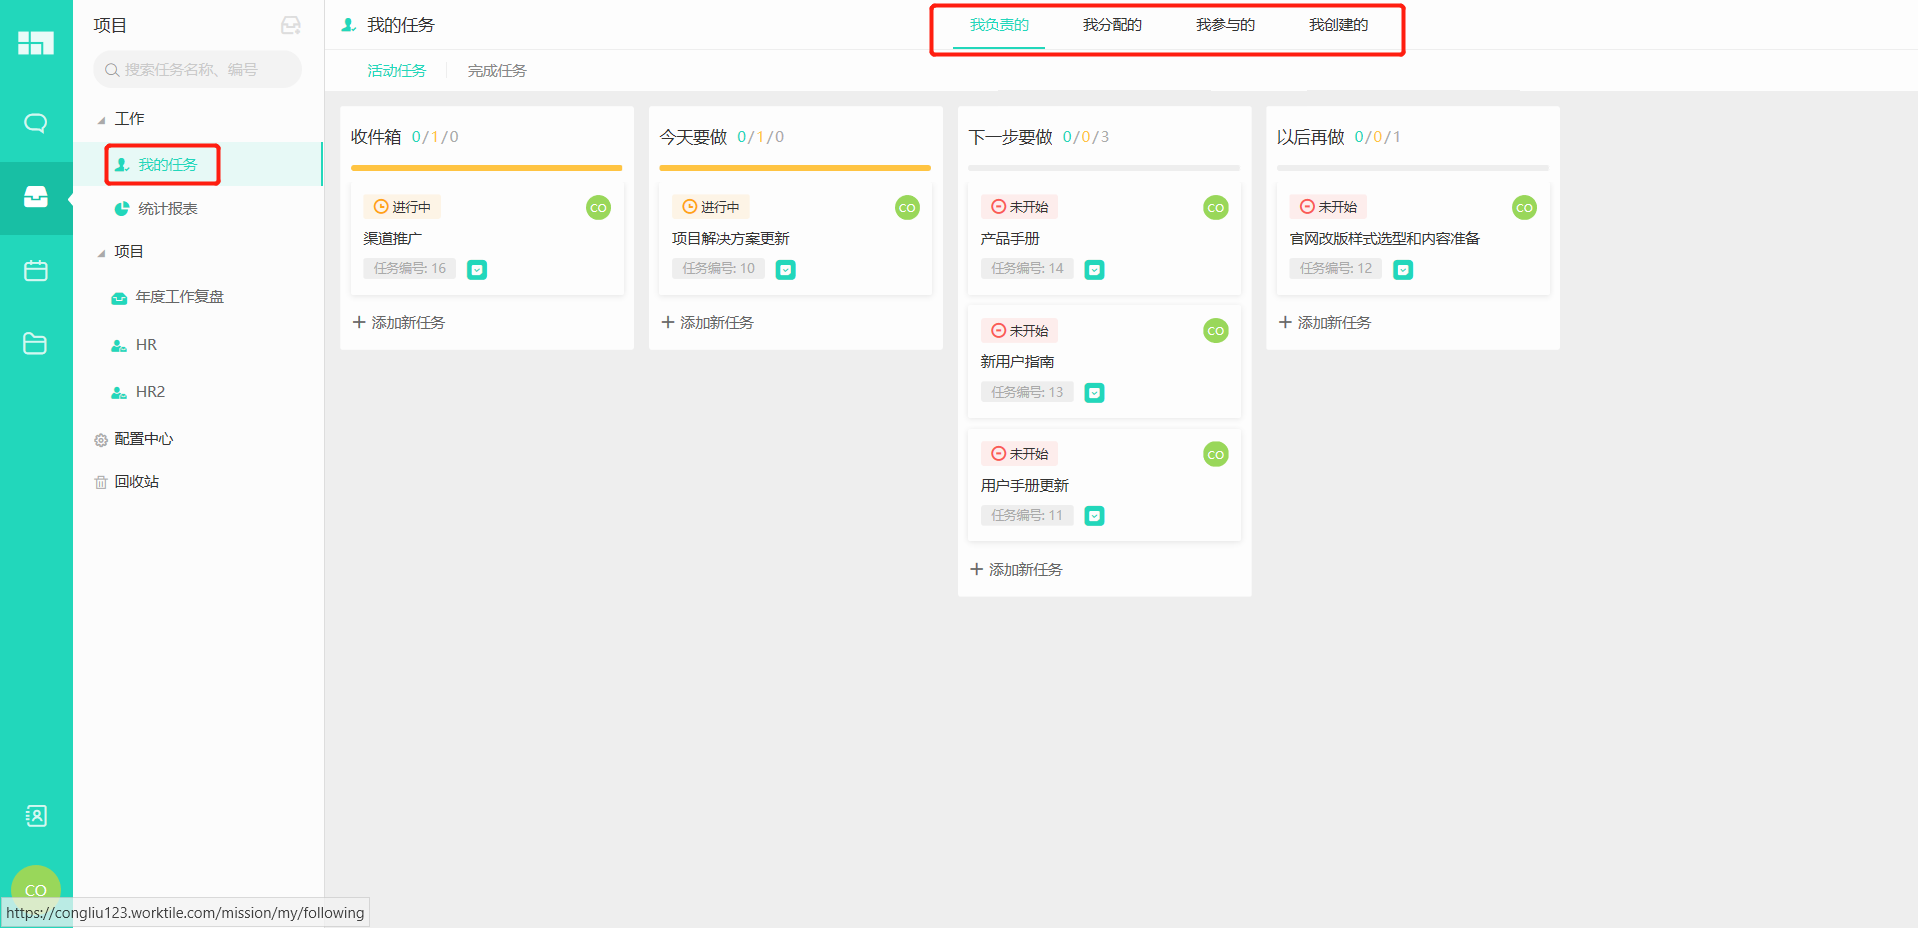 项目
搜索任务名称、编号
工作
我的任务
统计报表
项目
年度工作复盘
HR
HR2
配置中心
回收站
CO
https://congliu123.worktile.com/mission/my/following
我的任务
我负责的 我分配的 我参与的 我创建的
活动任务 完成任务
收件箱 0/1/0
进行中 CO
渠道推广
任务编号: 16
添加新任务
今天要做 0/1/0
进行中 CO
项目解决方案更新
任务编号: 10
添加新任务
下一步要做 0/0/3
未开始 CO
产品手册
任务编号: 14
未开始 CO
新用户指南
任务编号: 13
未开始 CO
用户手册更新
任务编号: 11
添加新任务
以后再做 0/0/1
未开始 CO
官网改版样式选型和内容准备
任务编号: 12
添加新任务